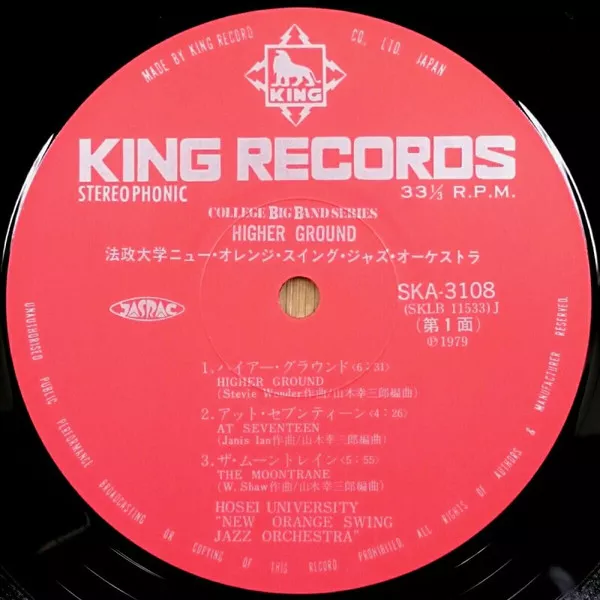 MADE BY KING RECORD CO., LTD. JAPAN
KING
KING RECORDS
STEREOPHONIC
33⅓ R.P.M.
COLLEGE BIG BAND SERIES
HIGHER GROUND
法政大学ニュー・オレンジ・スイング・ジャズ・オーケストラ
JASRAC
SKA-3108
(SKLB 11533)J
(第1面)
℗1979
1. ハイアー・グラウンド<6:31>
HIGHER GROUND
(Stevie Wonder作曲/山本幸三郎編曲)
2. アット・セブンティーン<4:26>
AT SEVENTEEN
(Janis Ian作曲/山本幸三郎編曲)
3. ザ・ムーントレイン<5:55>
THE MOONTRANE
(W. Shaw作曲/山本幸三郎編曲)
HOSEI UNIVERSITY
"NEW ORANGE SWING
JAZZ ORCHESTRA"
UNAUTHORISED PUBLIC PERFORMANCE BROADCASTING OR COPYING OF THIS RECORD PROHIBITED. ALL RIGHTS OF AUTHORS & MANUFACTURER RESERVED.